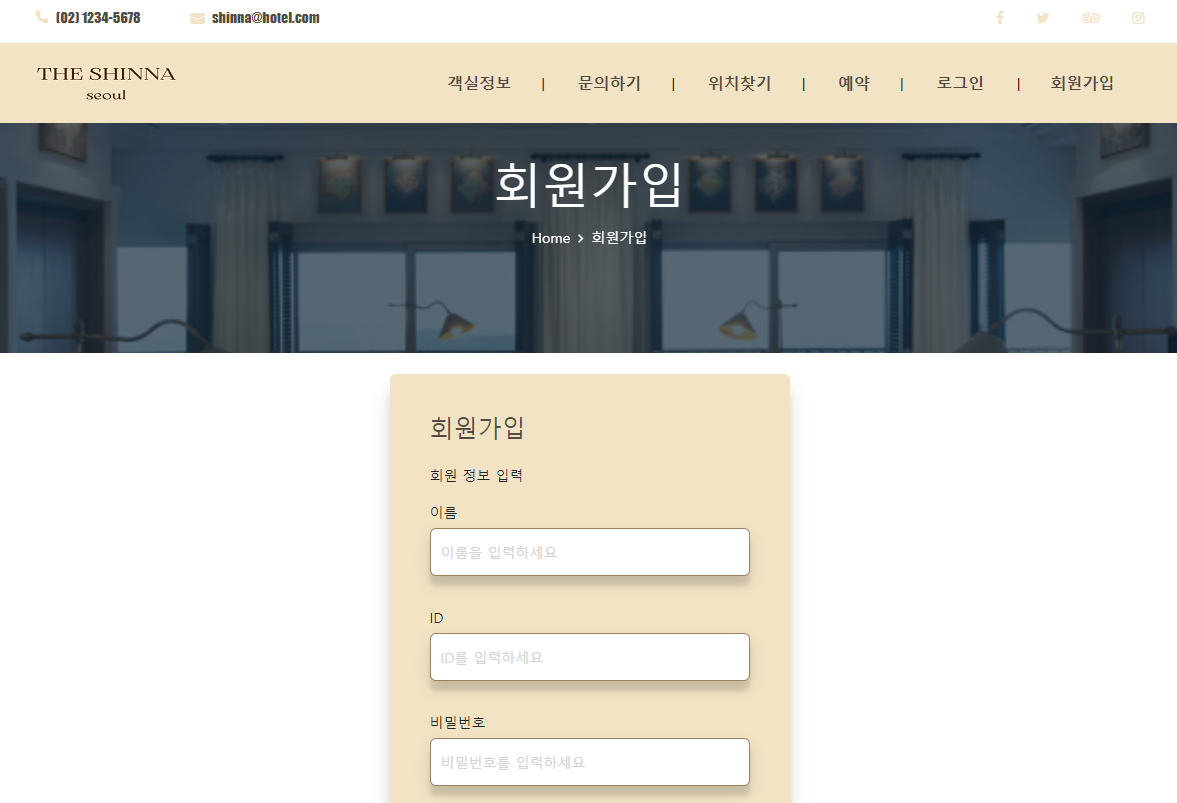 (02) 1234-5678 shinna@hotel.com
THE SHINNA
seoul
객실정보 | 문의하기 | 위치찾기 | 예약 | 로그인 | 회원가입
회원가입
Home > 회원가입
회원가입
회원 정보 입력
이름
이름을 입력하세요
ID
ID를 입력하세요
비밀번호
비밀번호를 입력하세요